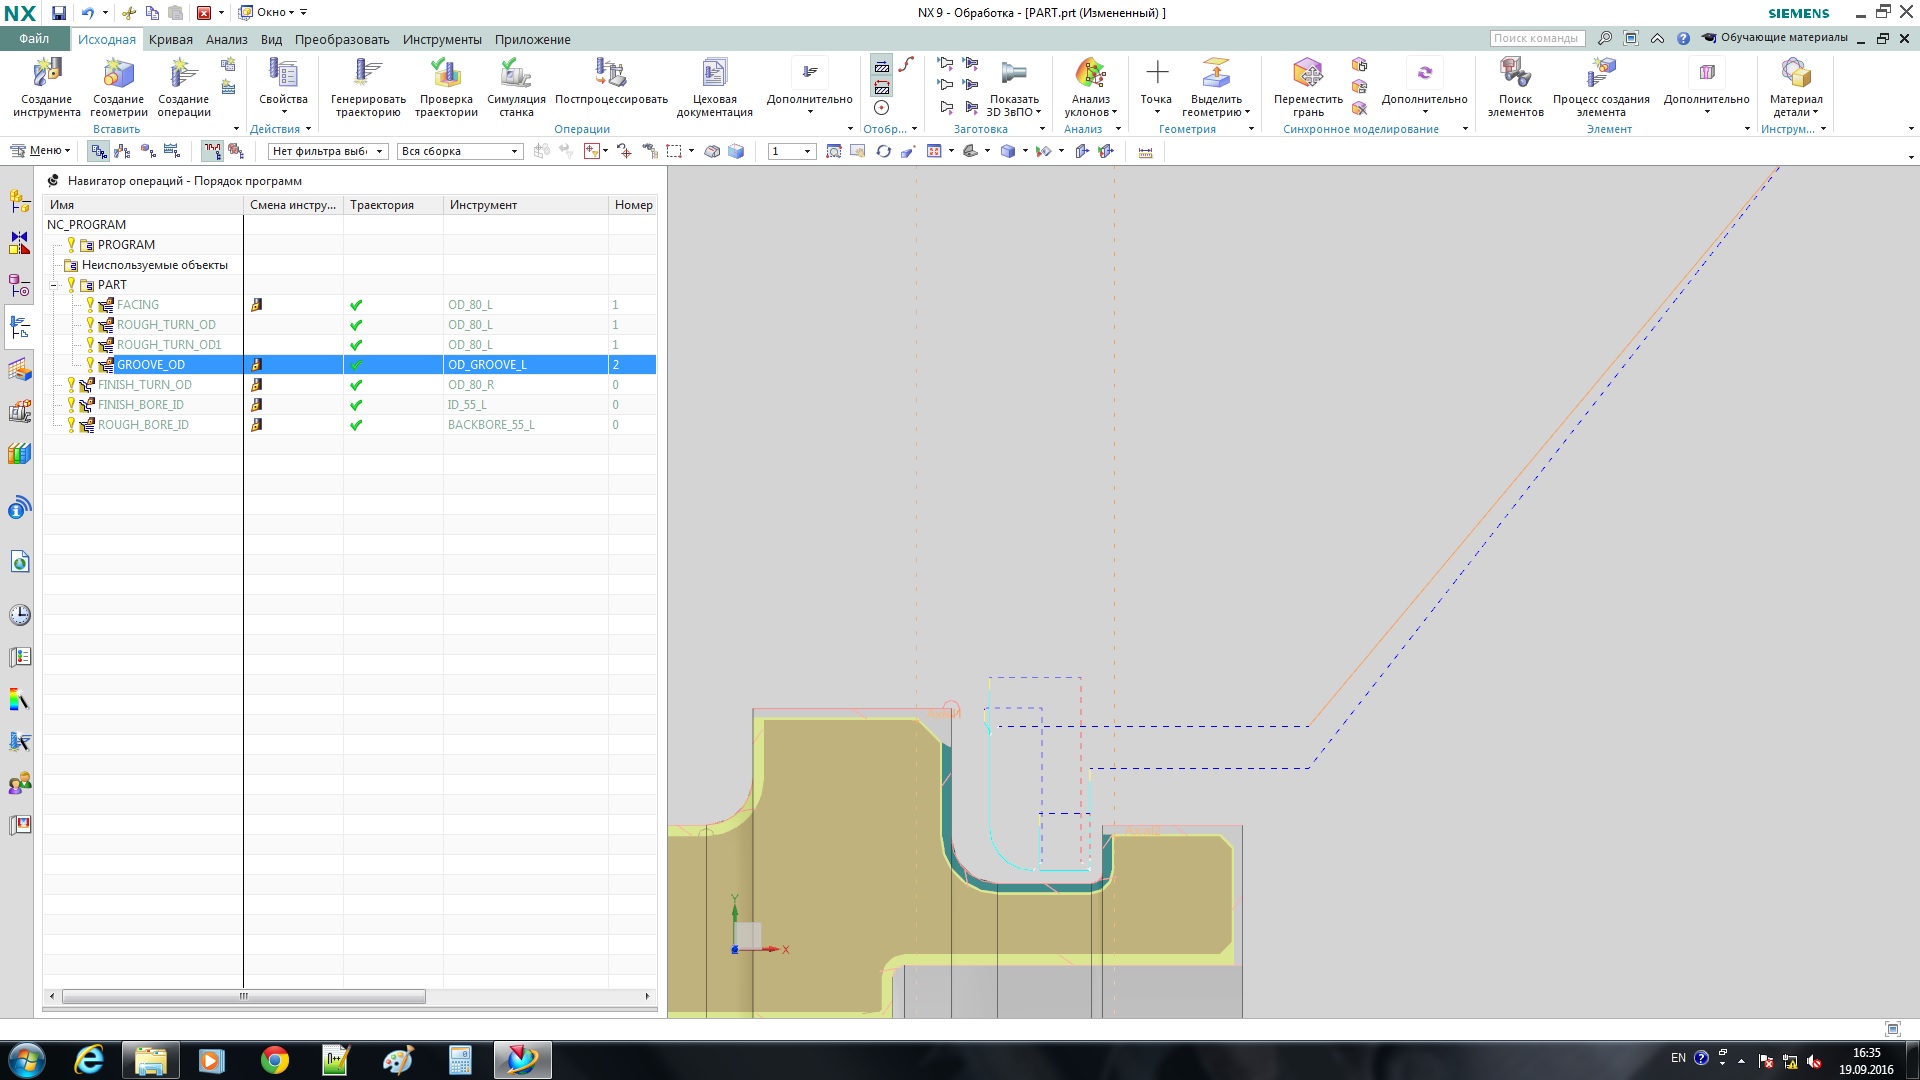 NX
Окно
NX 9 - Обработка - [PART.prt (Измененный) ]
SIEMENS
Файл
Исходная
Кривая
Анализ
Вид
Преобразовать
Инструменты
Приложение
Поиск команды
Обучающие материалы
Создание инструмента
Создание геометрии
Создание операции
Свойства
Генерировать траекторию
Проверка траектории
Симуляция станка
Постпроцессировать
Цеховая документация
Дополнительно
Показать 3D ЗвПО
Анализ уклонов
Точка
Выделить геометрию
Переместить грань
Дополнительно
Поиск элементов
Процесс создания элемента
Дополнительно
Материал детали
Вставить
Действия
Операции
Отобр...
Заготовка
Анализ
Геометрия
Синхронное моделирование
Элемент
Инструм...
Меню
Нет фильтра выб
Вся сборка
1
Навигатор операций - Порядок программ
Имя Смена инстру... Траектория Инструмент Номер
NC_PROGRAM
PROGRAM
Неиспользуемые объекты
PART
FACING OD_80_L 1
ROUGH_TURN_OD OD_80_L 1
ROUGH_TURN_OD1 OD_80_L 1
GROOVE_OD OD_GROOVE_L 2
FINISH_TURN_OD OD_80_R 0
FINISH_BORE_ID ID_55_L 0
ROUGH_BORE_ID BACKBORE_55_L 0
Y
X
EN
16:35
19.09.2016